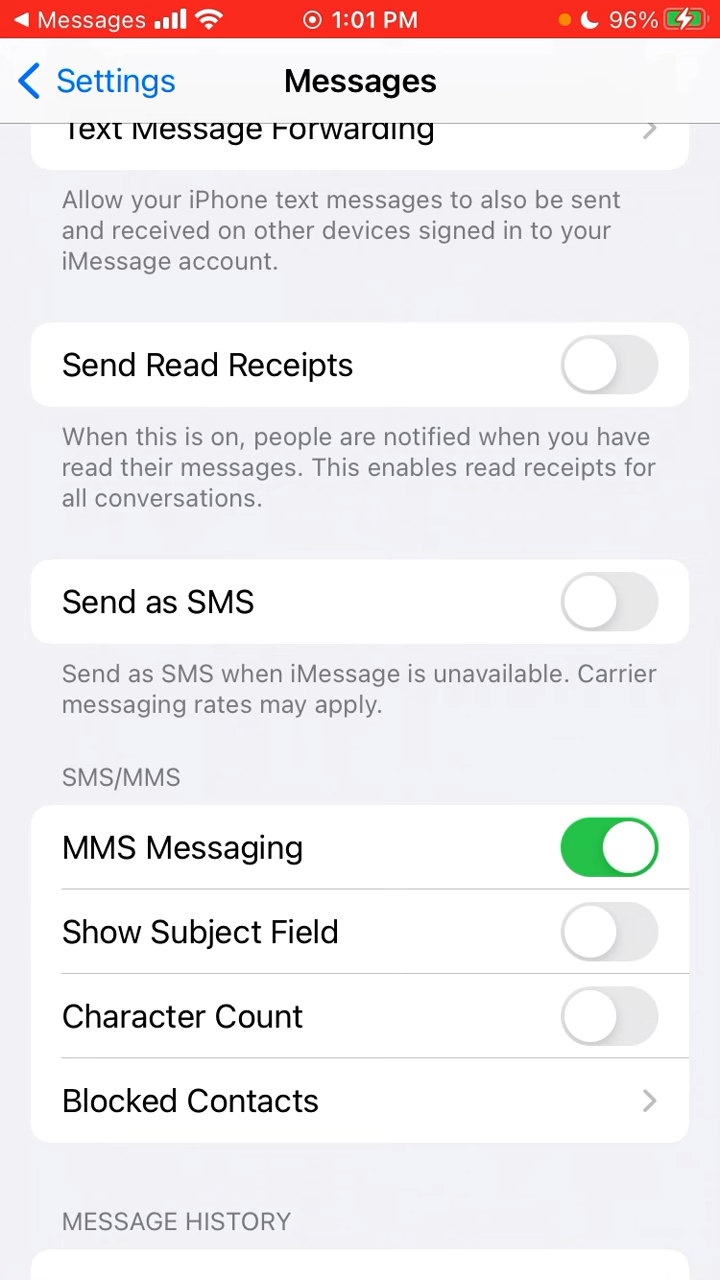 Messages 1:01 PM 96%
Settings Messages
Text Message Forwarding
Allow your iPhone text messages to also be sent
and received on other devices signed in to your
iMessage account.
Send Read Receipts
When this is on, people are notified when you have
read their messages. This enables read receipts for
all conversations.
Send as SMS
Send as SMS when iMessage is unavailable. Carrier
messaging rates may apply.
SMS/MMS
MMS Messaging
Show Subject Field
Character Count
Blocked Contacts
MESSAGE HISTORY